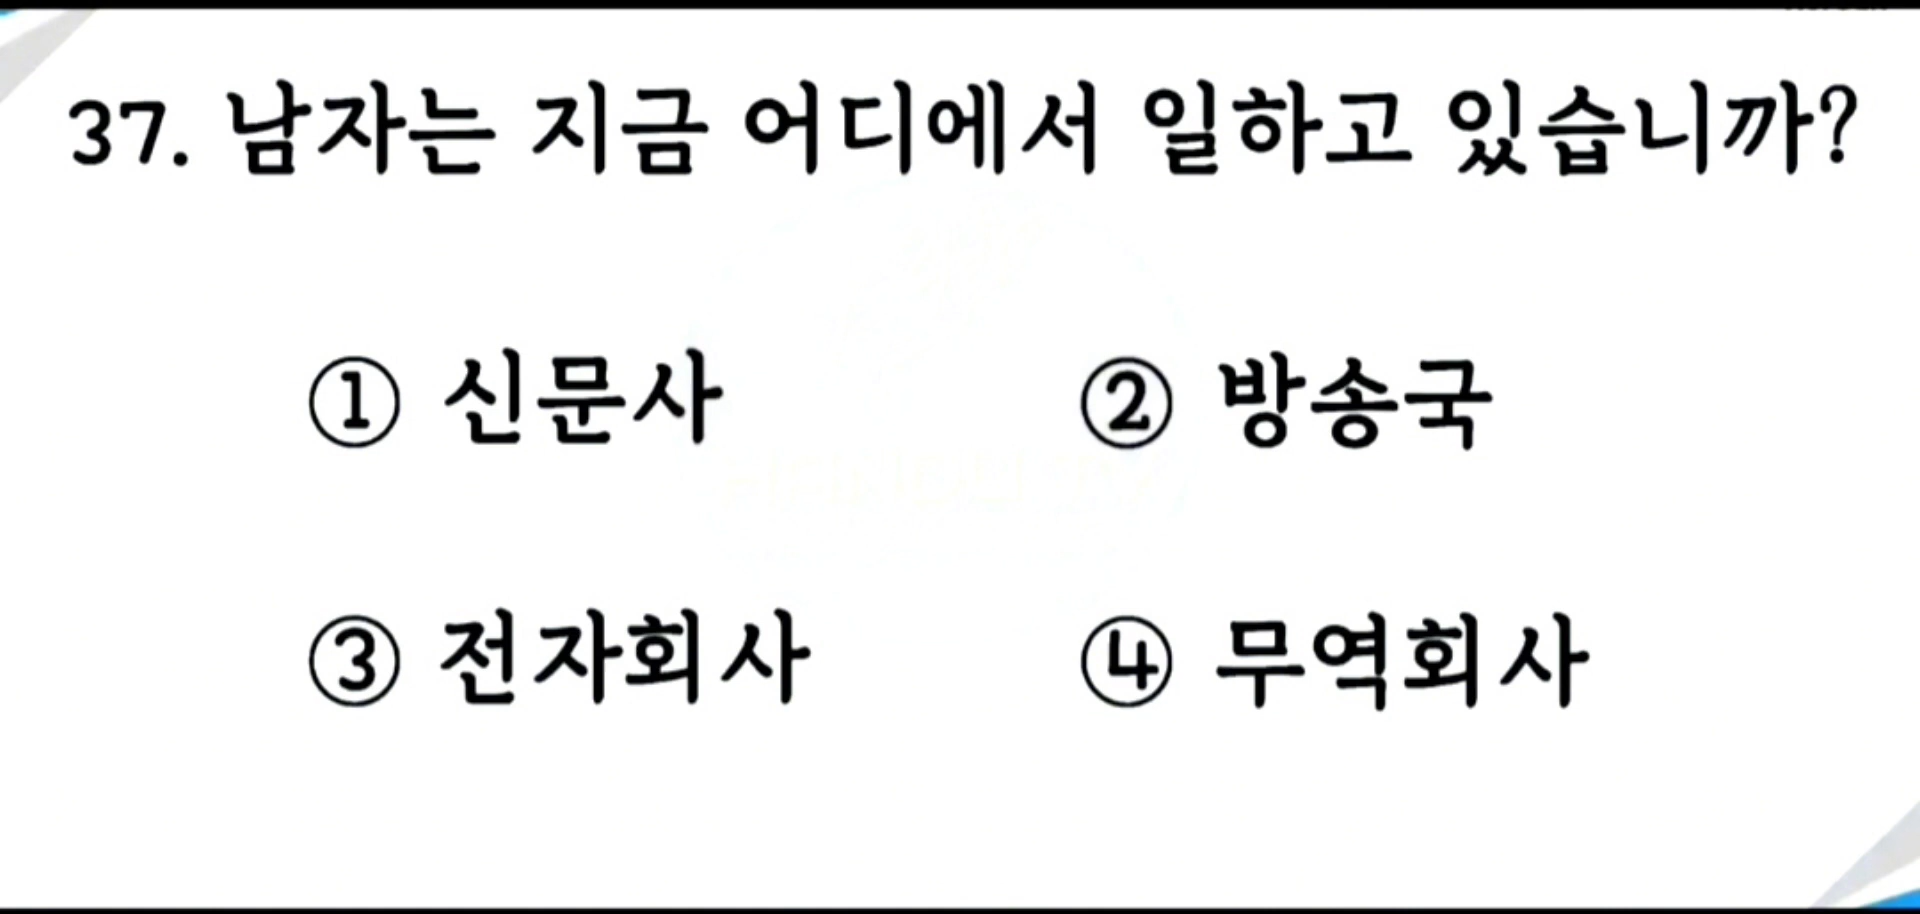 37. 남자는 지금 어디에서 일하고 있습니까?
① 신문사 ② 방송국
③ 전자회사 ④ 무역회사